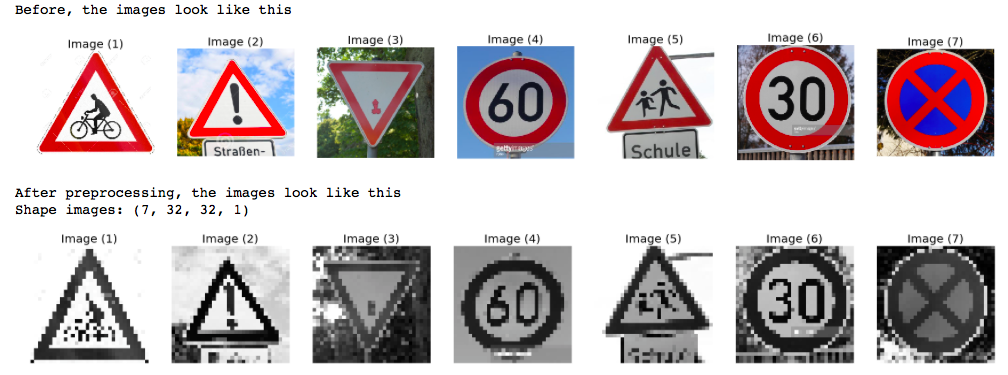 Before, the images look like this
Image (1)
Image (2)
Image (3)
Image (4)
Image (5)
Image (6)
Image (7)
60
30
gettyimages
Straßen-
Schule
After preprocessing, the images look like this
Shape images: (7, 32, 32, 1)
Image (1)
Image (2)
Image (3)
Image (4)
Image (5)
Image (6)
Image (7)
60
30